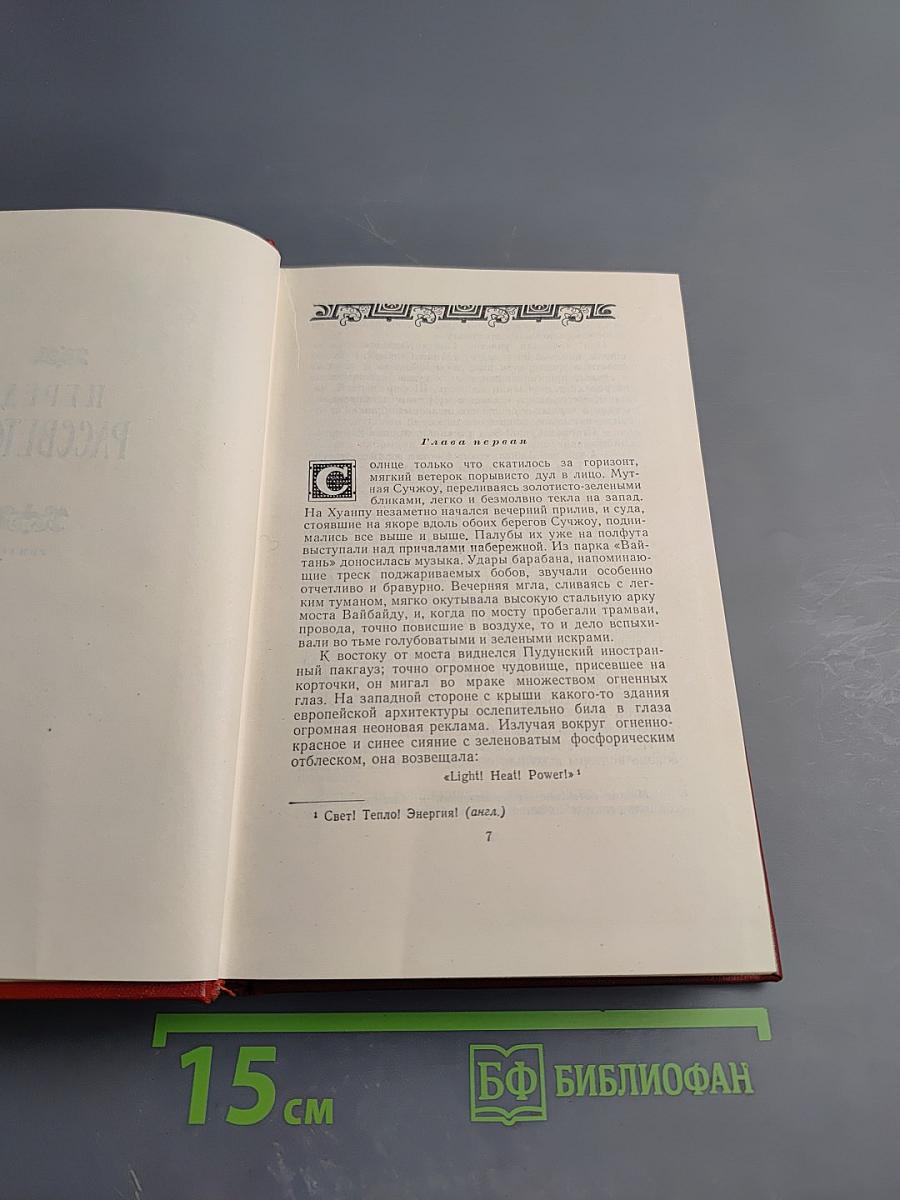 ПЕРЕД
РАССВЕТО
Глава первая
Солнце только что скатилось за горизонт,
мягкий ветерок порывисто дул в лицо. Мут-
ная Сучжоу, переливаясь золотисто-зелеными
бликами, легко и безмолвно текла на запад.
На Хуанпу незаметно начался вечерний прилив, и суда,
стоявшие на якоре вдоль обоих берегов Сучжоу, подни-
мались все выше и выше. Палубы их уже на полфута
выступали над причалами набережной. Из парка «Вай-
тань» доносилась музыка. Удары барабана, напоминаю-
щие треск поджариваемых бобов, звучали особенно
отчетливо и бравурно. Вечерняя мгла, сливаясь с лег-
ким туманом, мягко окутывала высокую стальную арку
моста Вайбайду, и, когда по мосту пробегали трамваи,
провода, точно повисшие в воздухе, то и дело вспыхи-
вали во тьме голубоватыми и зелеными искрами.
К востоку от моста виднелся Пудунский иностран-
ный пакгауз; точно огромное чудовище, присевшее на
корточки, он мигал во мраке множеством огненных
глаз. На западной стороне с крыши какого-то здания
европейской архитектуры ослепительно била в глаза
огромная неоновая реклама. Излучая вокруг огненно-
красное и синее сияние с зеленоватым фосфорическим
отблеском, она возвещала:
«Light! Heat! Power!» ¹
¹ Свет! Тепло! Энергия! (англ.)
7
15 см
БФ БИБЛИОФАН